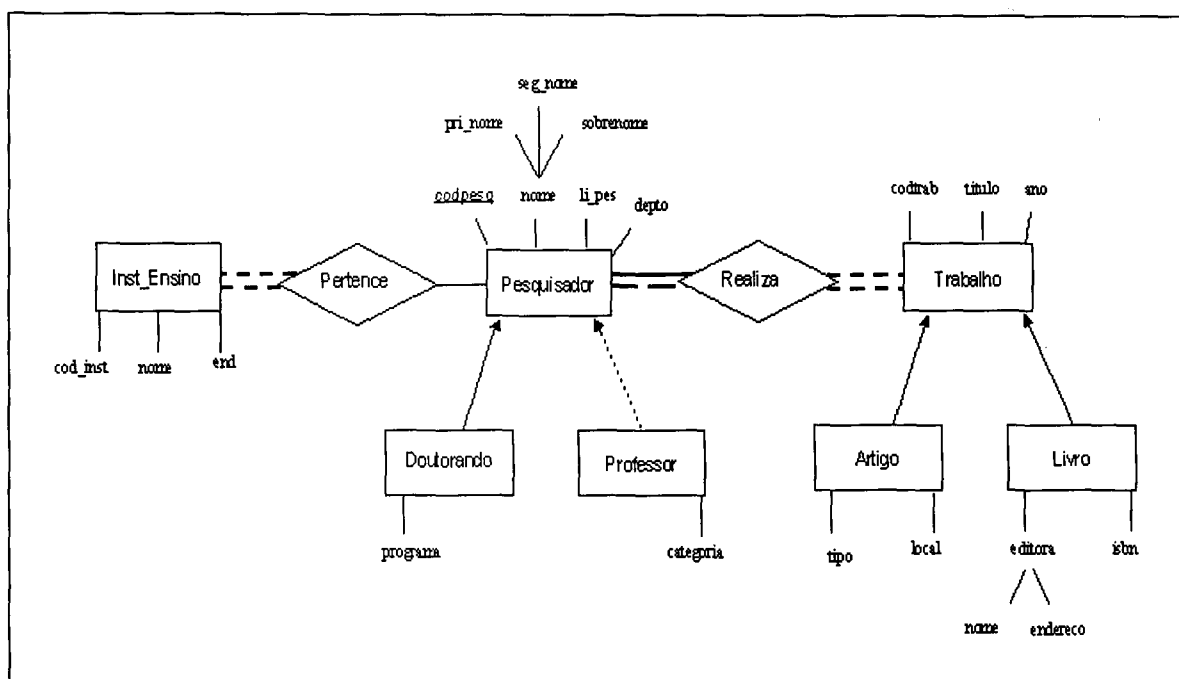 seg_nome
pri_nome sobrenome
codpesq nome li_pes depto
codtrab titulo ano
Inst_Ensino Pertence Pesquisador Realiza Trabalho
cod_inst nome end
Doutorando Professor Artigo Livro
programa categoria tipo local editora isbn
nome endereco